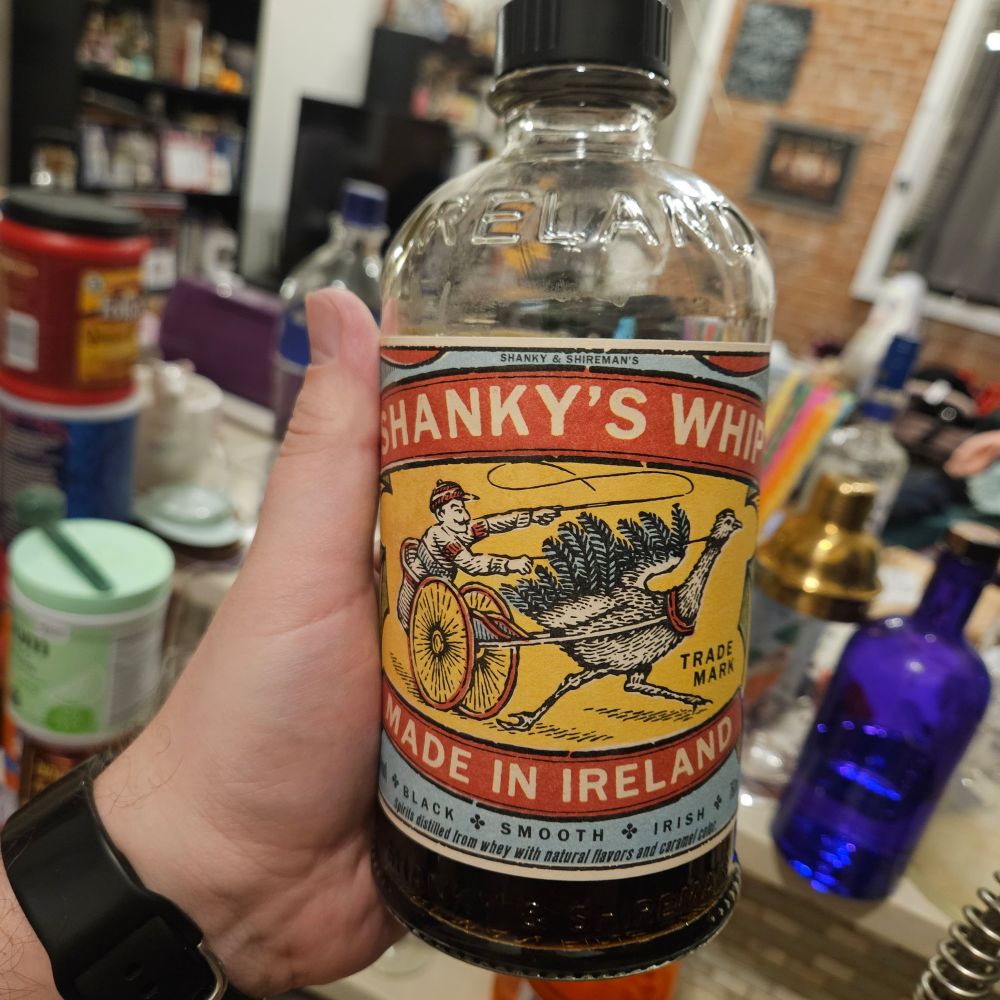 IRELAND
SHANKY & SHIREMAN'S
SHANKY'S WHIP
TRADE
MARK
MADE IN IRELAND
BLACK ✤ SMOOTH ✤ IRISH
Spirits distilled from whey with natural flavors and caramel color